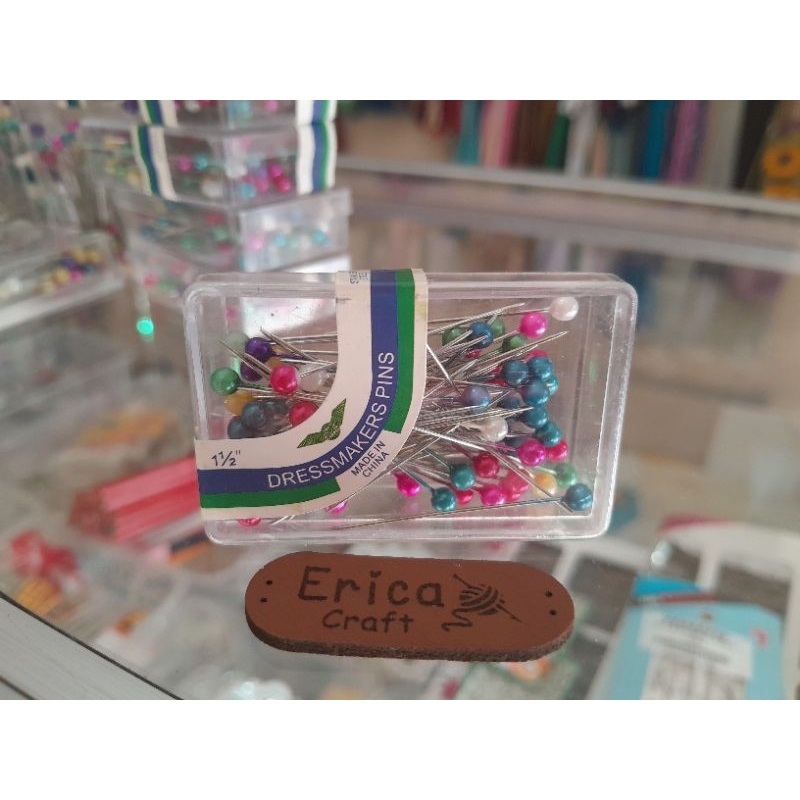 1½"
DRESSMAKERS PINS
MADE IN
CHINA
Erica
Craft